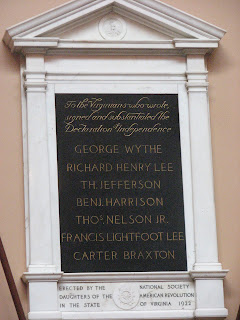 To the Virginians who wrote,
signed and substantiated the
Declaration of Independence
GEORGE WYTHE
RICHARD HENRY LEE
TH. JEFFERSON
BENJ. HARRISON
THOS. NELSON JR.
FRANCIS LIGHTFOOT LEE
CARTER BRAXTON
ERECTED BY THE NATIONAL SOCIETY
DAUGHTERS OF THE AMERICAN REVOLUTION
IN THE STATE OF VIRGINIA 1922